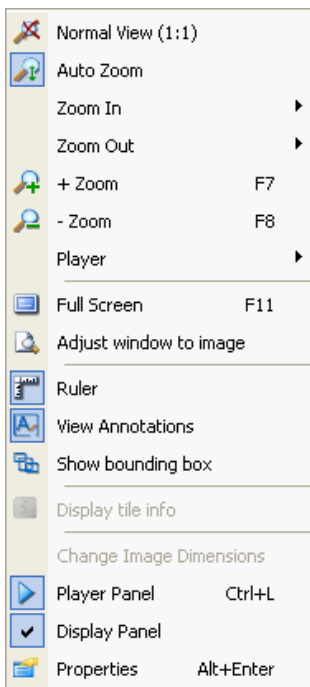 Normal View (1:1)
Auto Zoom
Zoom In
Zoom Out
+ Zoom F7
- Zoom F8
Player
Full Screen F11
Adjust window to image
Ruler
View Annotations
Show bounding box
Display tile info
Change Image Dimensions
Player Panel Ctrl+L
Display Panel
Properties Alt+Enter